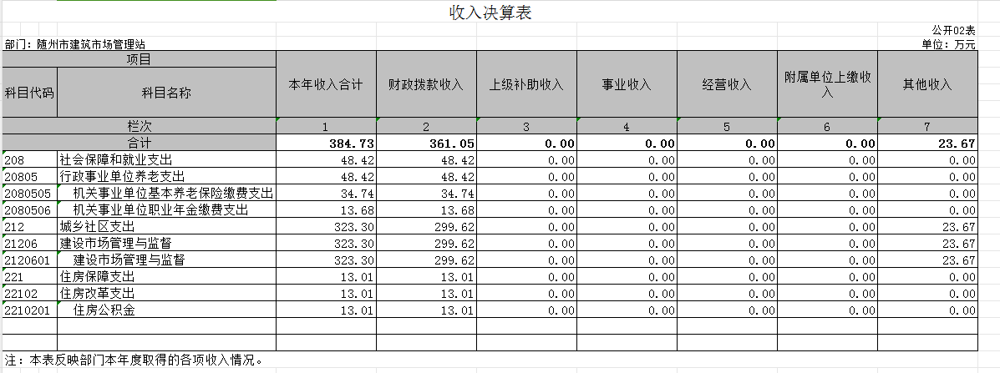 收入决算表
公开02表
部门：随州市建筑市场管理站 单位：万元
项目 本年收入合计 财政拨款收入 上级补助收入 事业收入 经营收入 附属单位上缴收入 其他收入
科目代码 科目名称
栏次 1 2 3 4 5 6 7
合计 384.73 361.05 0.00 0.00 0.00 0.00 23.67
208 社会保障和就业支出 48.42 48.42 0.00 0.00 0.00 0.00 0.00
20805 行政事业单位养老支出 48.42 48.42 0.00 0.00 0.00 0.00 0.00
2080505 机关事业单位基本养老保险缴费支出 34.74 34.74 0.00 0.00 0.00 0.00 0.00
2080506 机关事业单位职业年金缴费支出 13.68 13.68 0.00 0.00 0.00 0.00 0.00
212 城乡社区支出 323.30 299.62 0.00 0.00 0.00 0.00 23.67
21206 建设市场管理与监督 323.30 299.62 0.00 0.00 0.00 0.00 23.67
2120601 建设市场管理与监督 323.30 299.62 0.00 0.00 0.00 0.00 23.67
221 住房保障支出 13.01 13.01 0.00 0.00 0.00 0.00 0.00
22102 住房改革支出 13.01 13.01 0.00 0.00 0.00 0.00 0.00
2210201 住房公积金 13.01 13.01 0.00 0.00 0.00 0.00 0.00
注：本表反映部门本年度取得的各项收入情况。